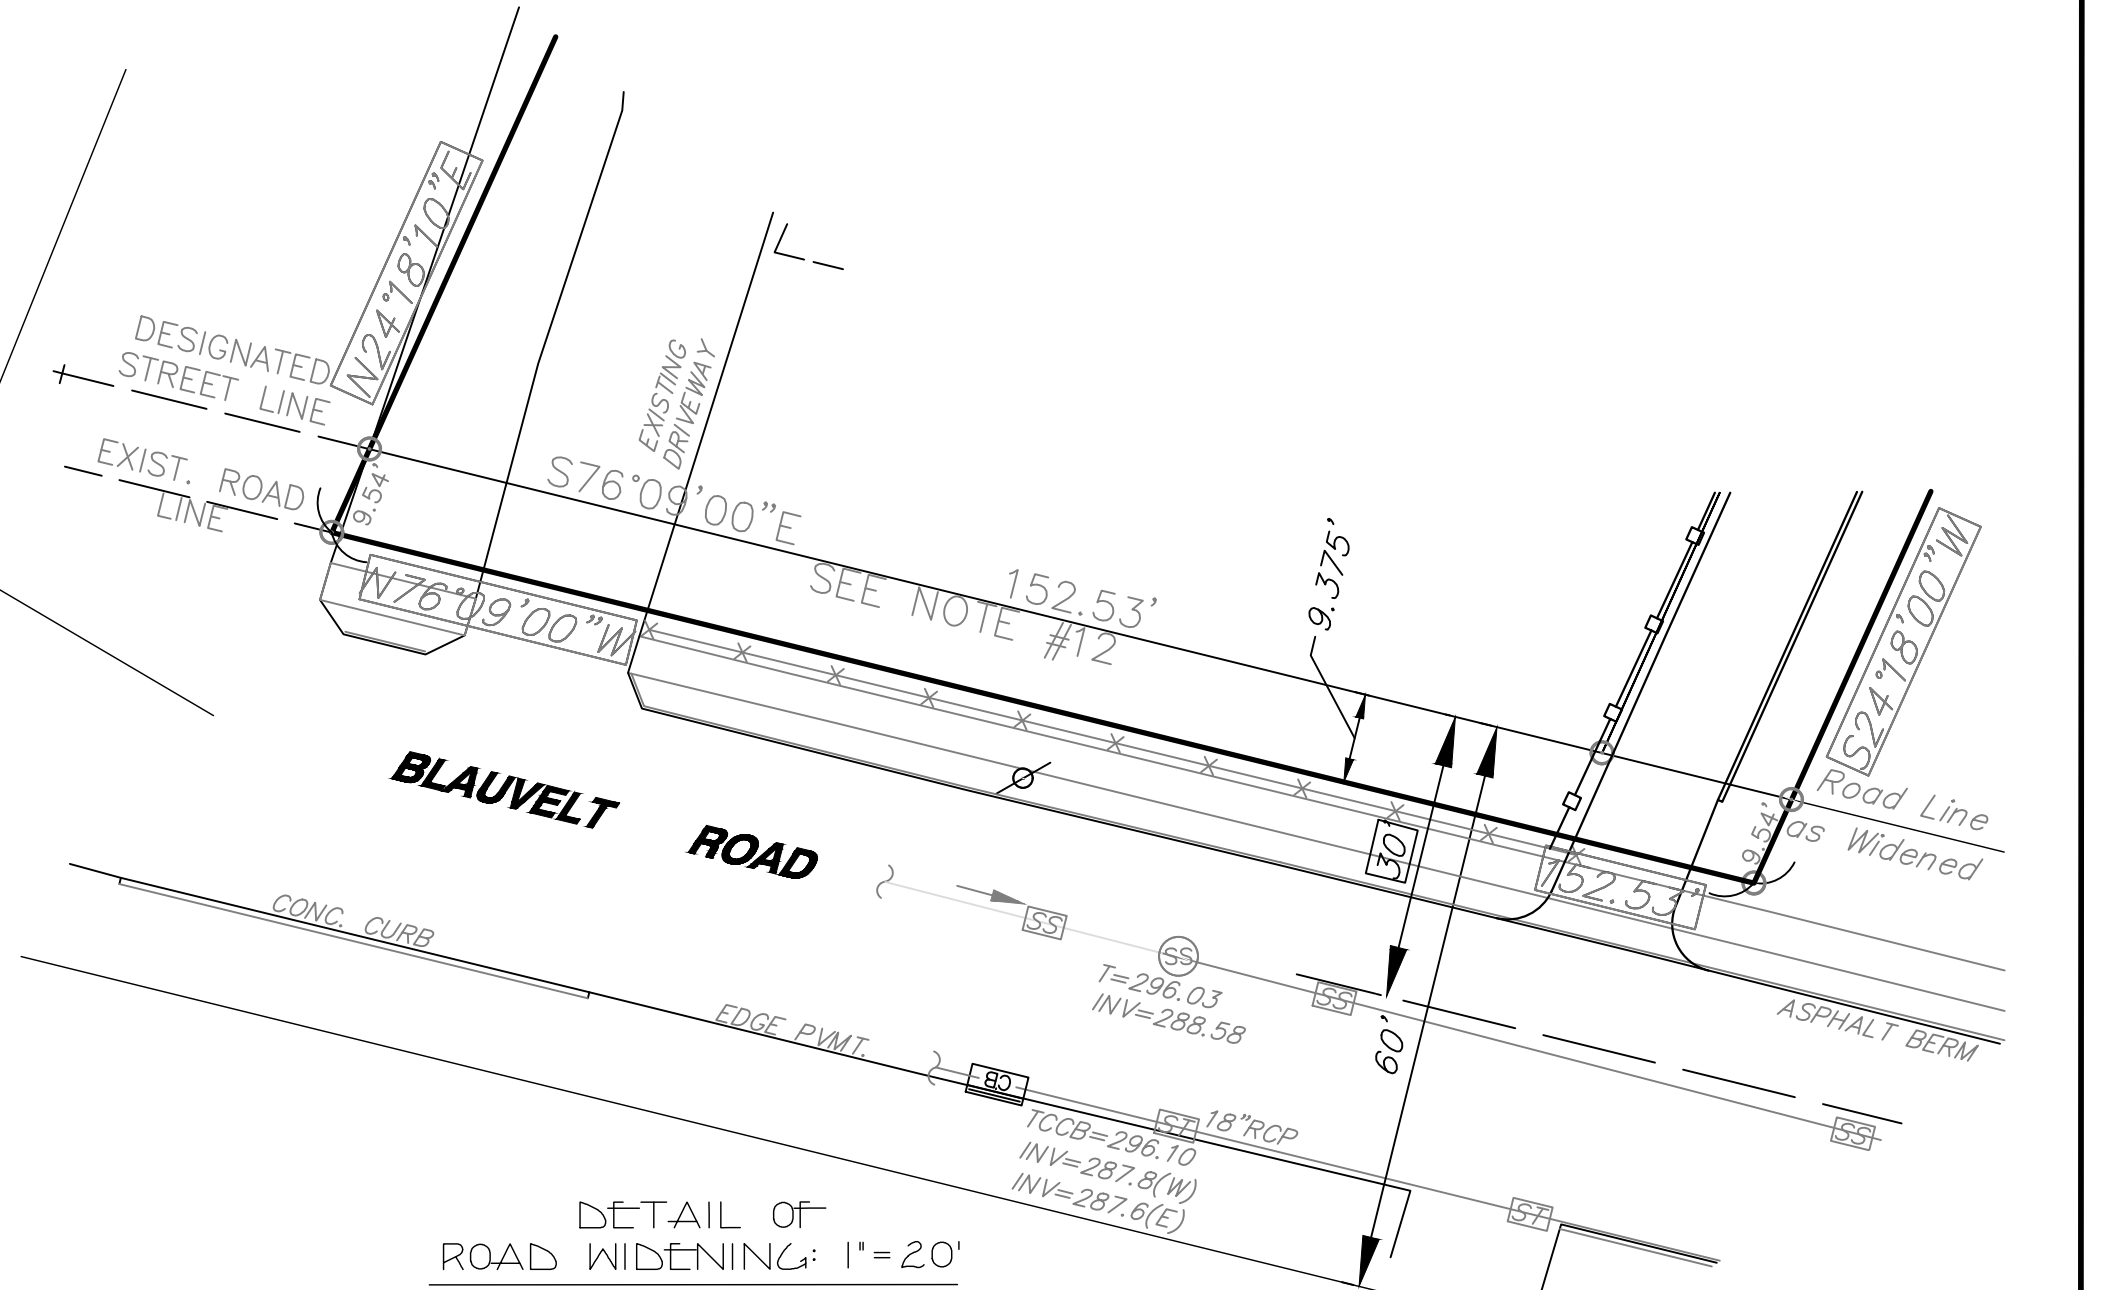 N24°18'10"E
DESIGNATED
STREET LINE
EXIST. ROAD
LINE
9.54'
EXISTING
DRIVEWAY
S76°09'00"E
152.53'
SEE NOTE #12
N76°09'00"W
9.375'
S24°18'00"W
Road Line
as Widened
9.54'
152.53'
30'
60'
BLAUVELT ROAD
CONC. CURB
EDGE PVMT.
SS
SS
T=296.03
INV=288.58
SS
SS
ASPHALT BERM
CB
ST
18"RCP
TCCB=296.10
INV=287.8(W)
INV=287.6(E)
ST
DETAIL OF
ROAD WIDENING: 1"=20'